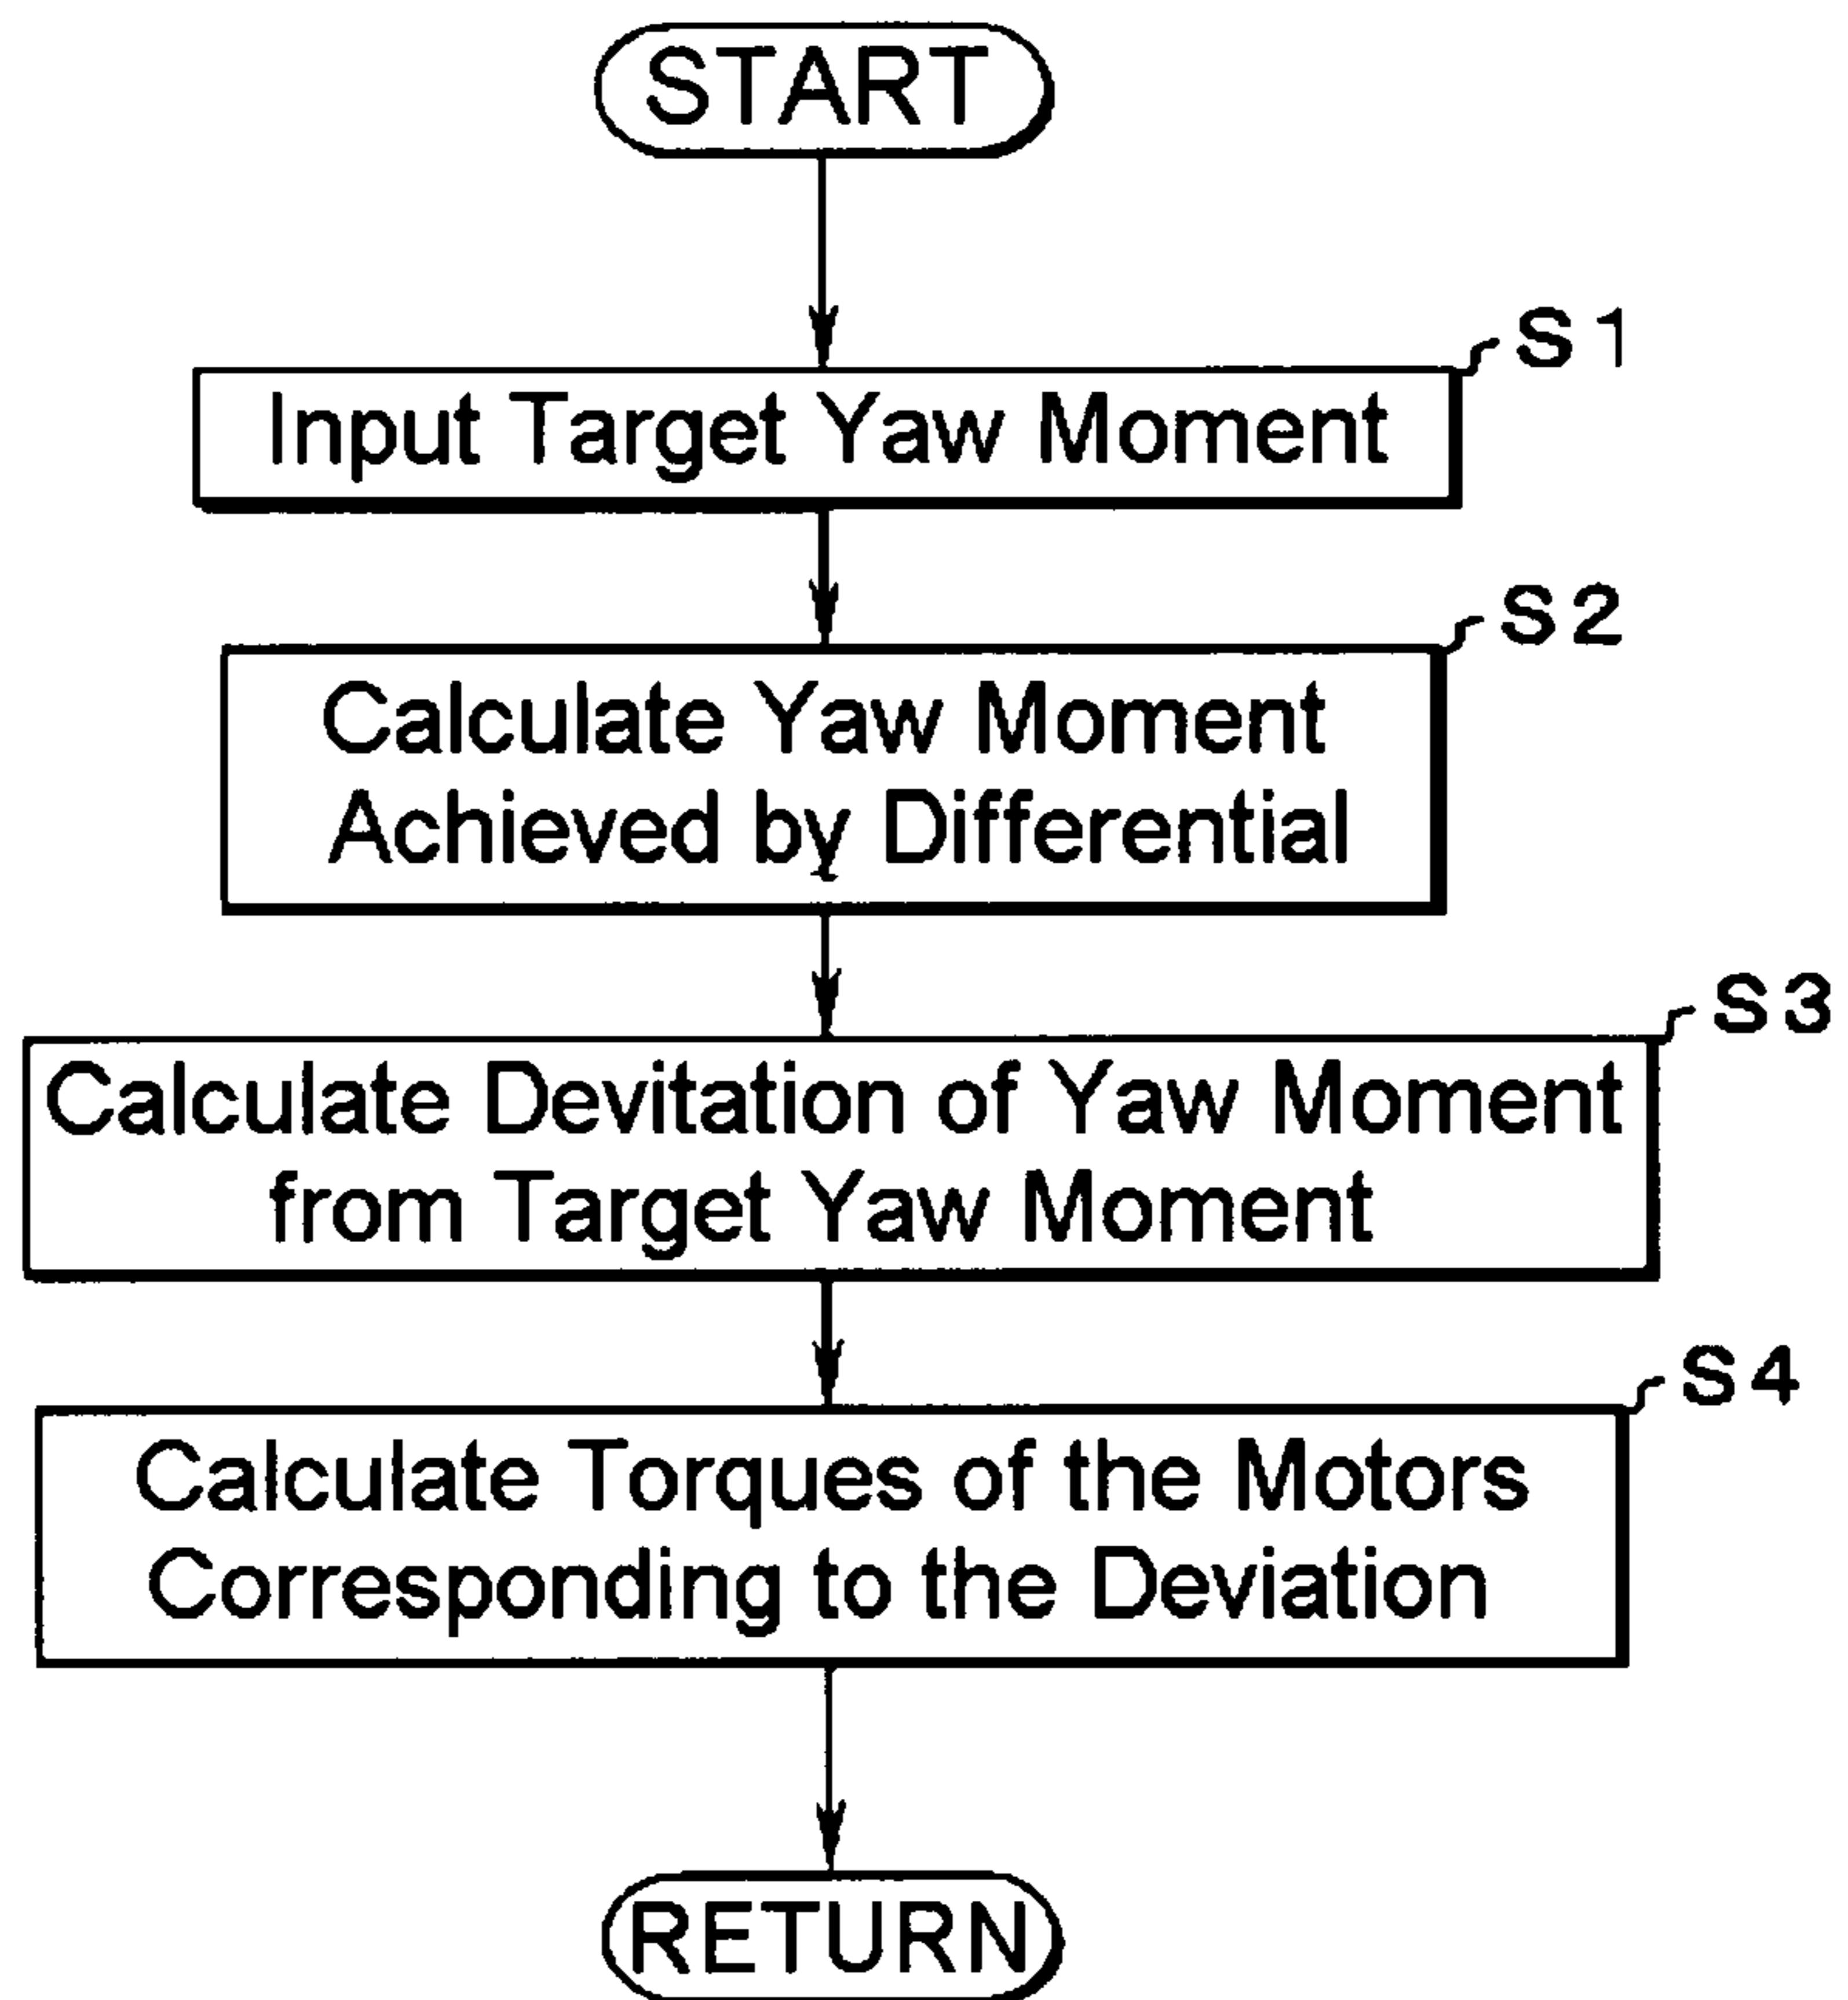 START
S1
Input Target Yaw Moment
S2
Calculate Yaw Moment
Achieved by Differential
S3
Calculate Devitation of Yaw Moment
from Target Yaw Moment
S4
Calculate Torques of the Motors
Corresponding to the Deviation
RETURN